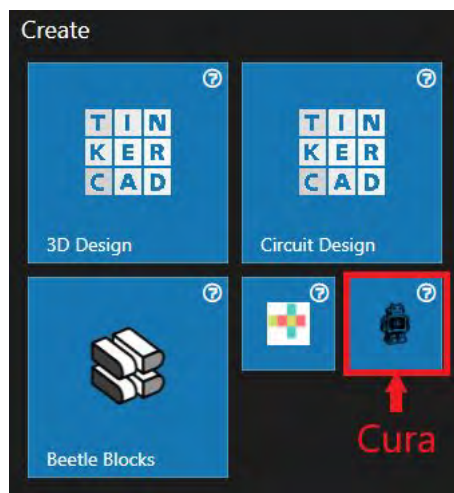 Create
TIN
KER
CAD
3D Design
TIN
KER
CAD
Circuit Design
Beetle Blocks
Cura